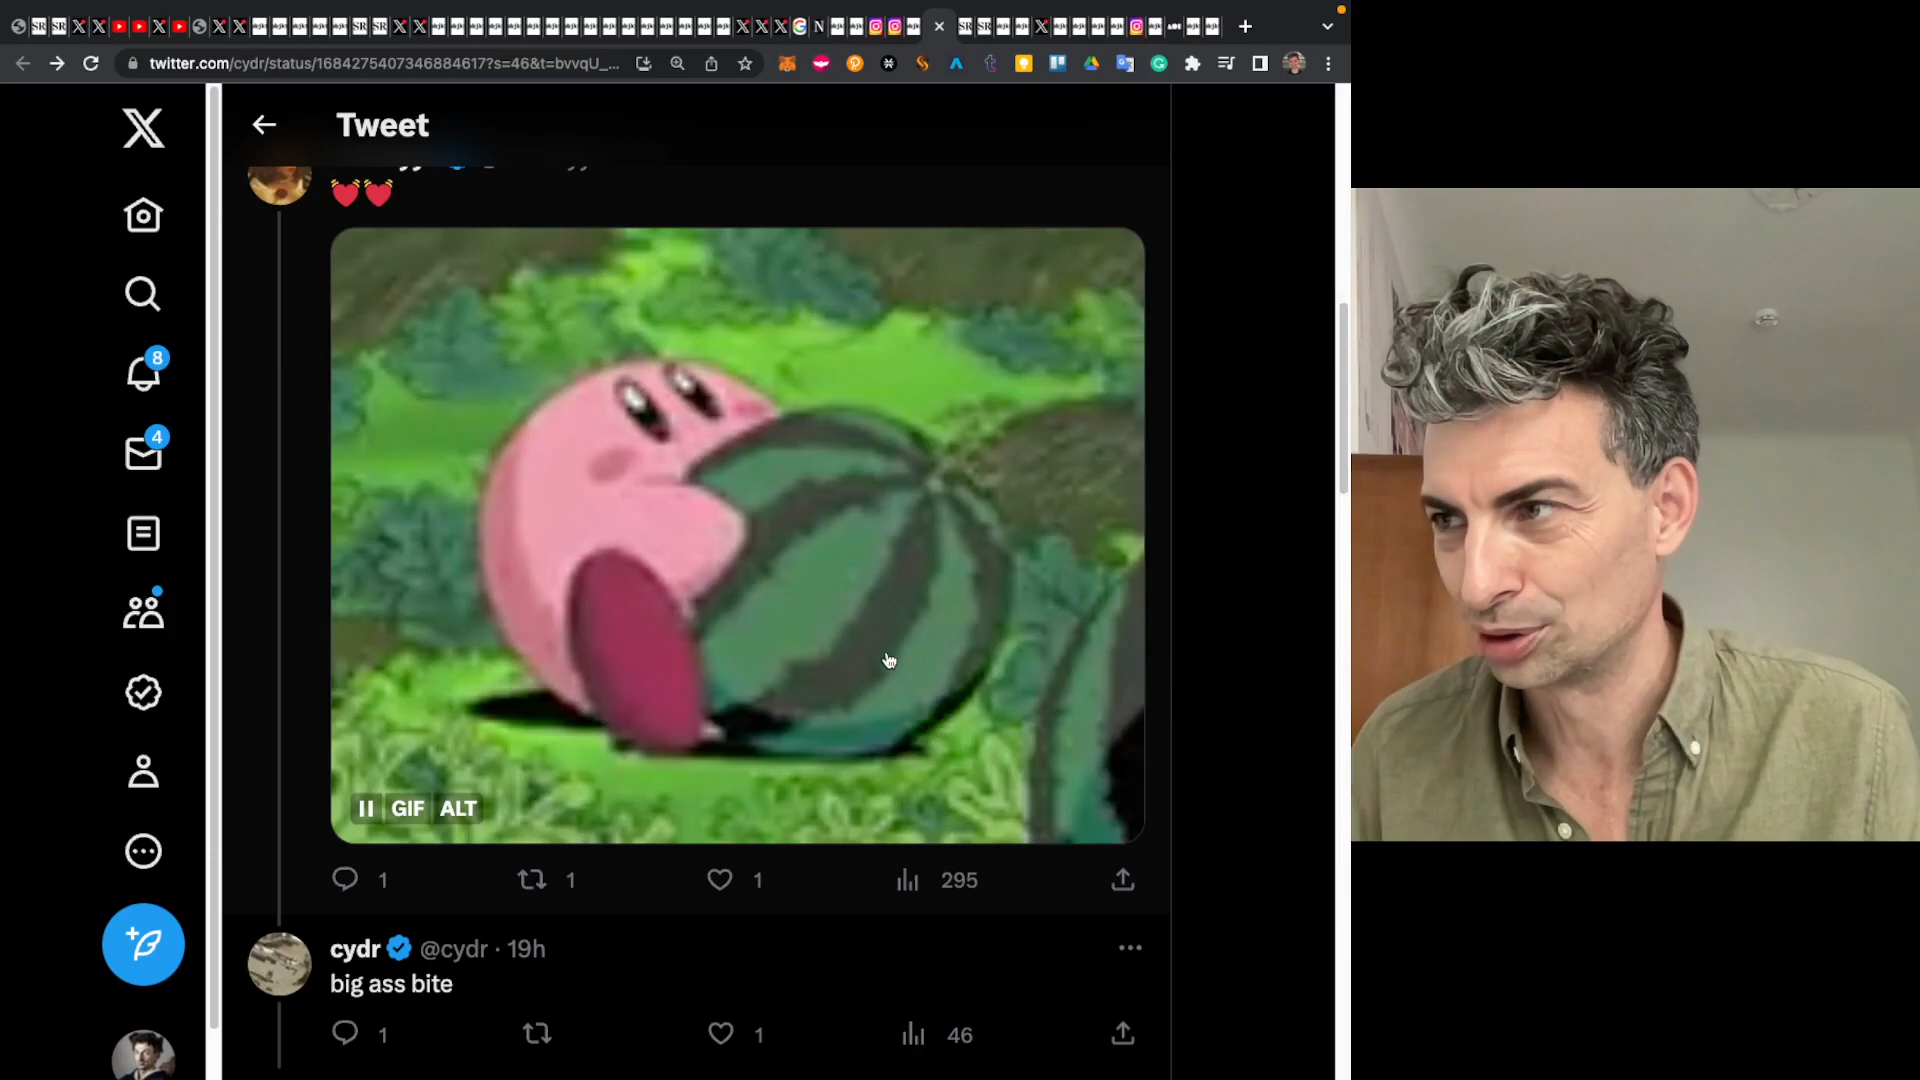 twitter.com/cydr/status/1684275407346884617?s=46&t=bvvqU_...
Tweet
8
4
GIF ALT
1 1 1 295
cydr @cydr · 19h
big ass bite
1 1 46